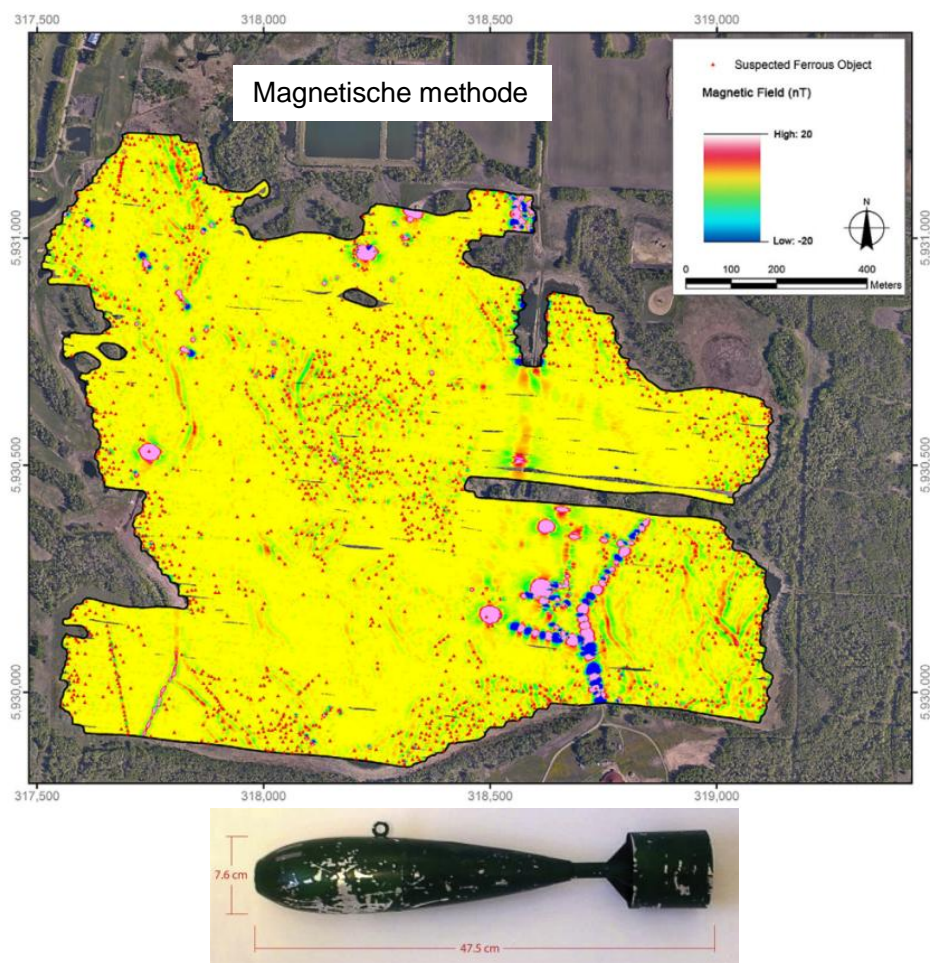 317,500 318,000 318,500 319,000
Magnetische methode
Suspected Ferrous Object
Magnetic Field (nT)
High: 20
Low: -20
N
0 100 200 400
Meters
5,931,000 5,931,000
5,930,500 5,930,500
5,930,000 5,930,000
317,500 318,000 318,500 319,000
7.6 cm
47.5 cm